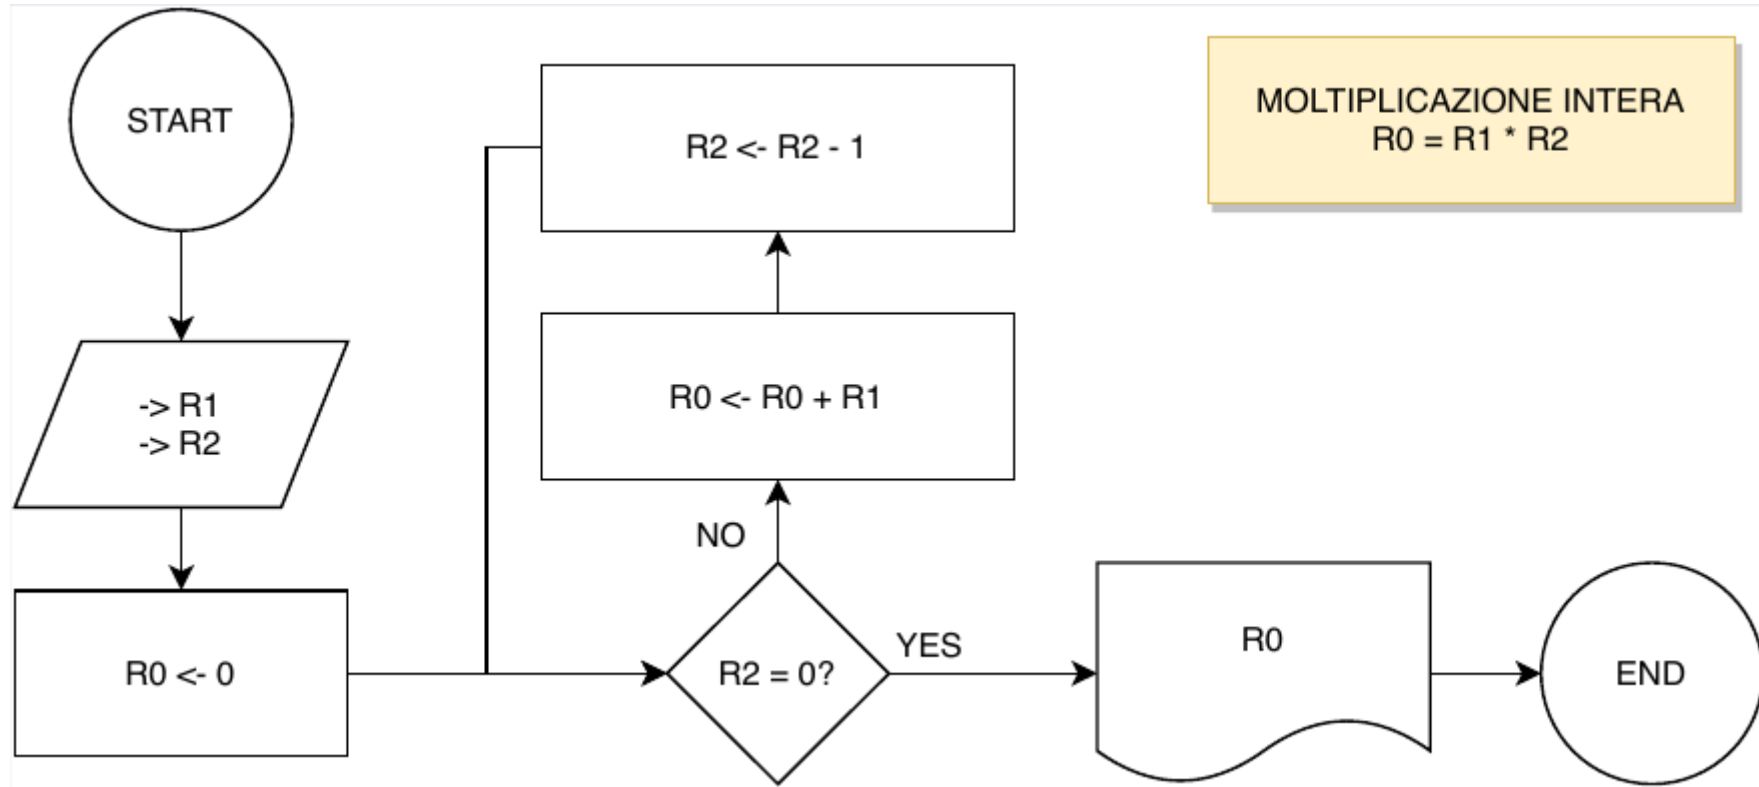 START
-> R1
-> R2
R0 <- 0
R2 = 0?
NO
R0 <- R0 + R1
R2 <- R2 - 1
YES
R0
END
MOLTIPLICAZIONE INTERA
R0 = R1 * R2